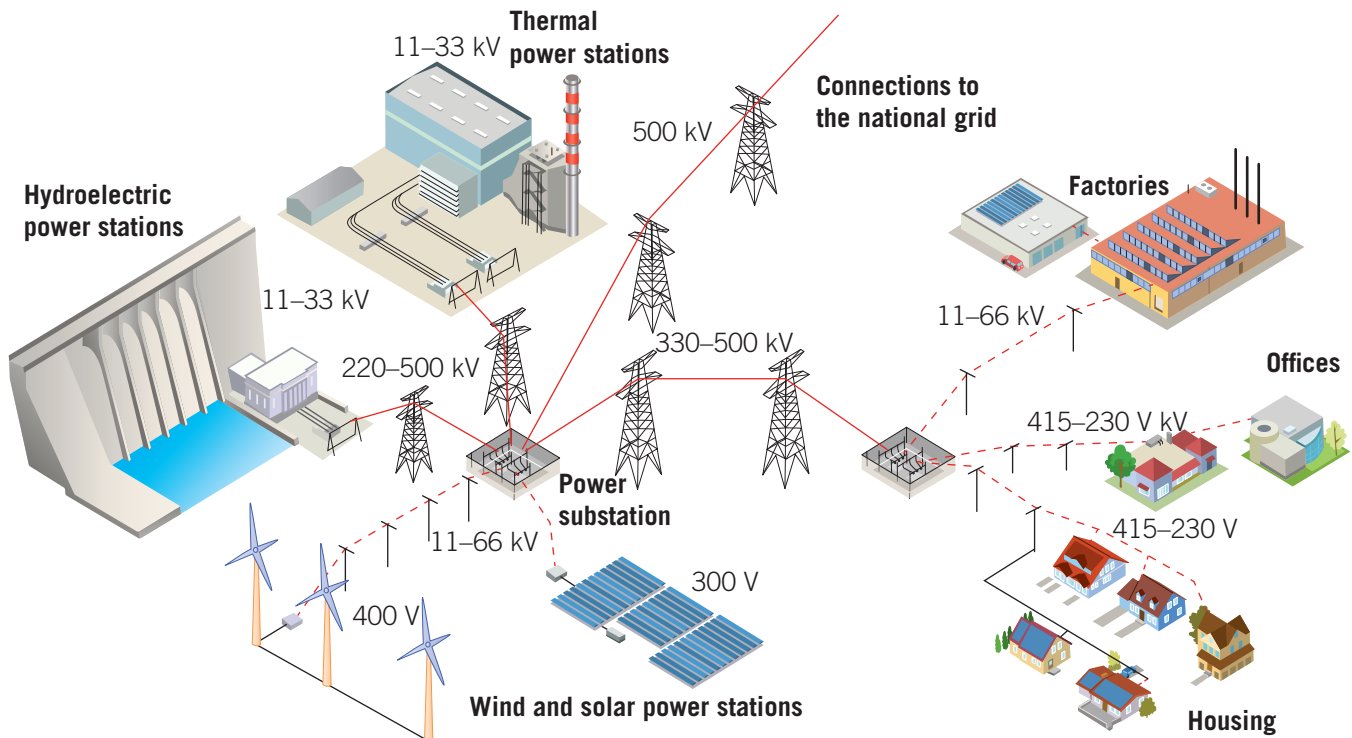 Thermal
power stations
11–33 kV
Connections to
the national grid
500 kV
Hydroelectric
power stations
Factories
11–33 kV
11–66 kV
330–500 kV
220–500 kV
Offices
415–230 V kV
Power
substation
11–66 kV
415–230 V
300 V
400 V
Wind and solar power stations
Housing